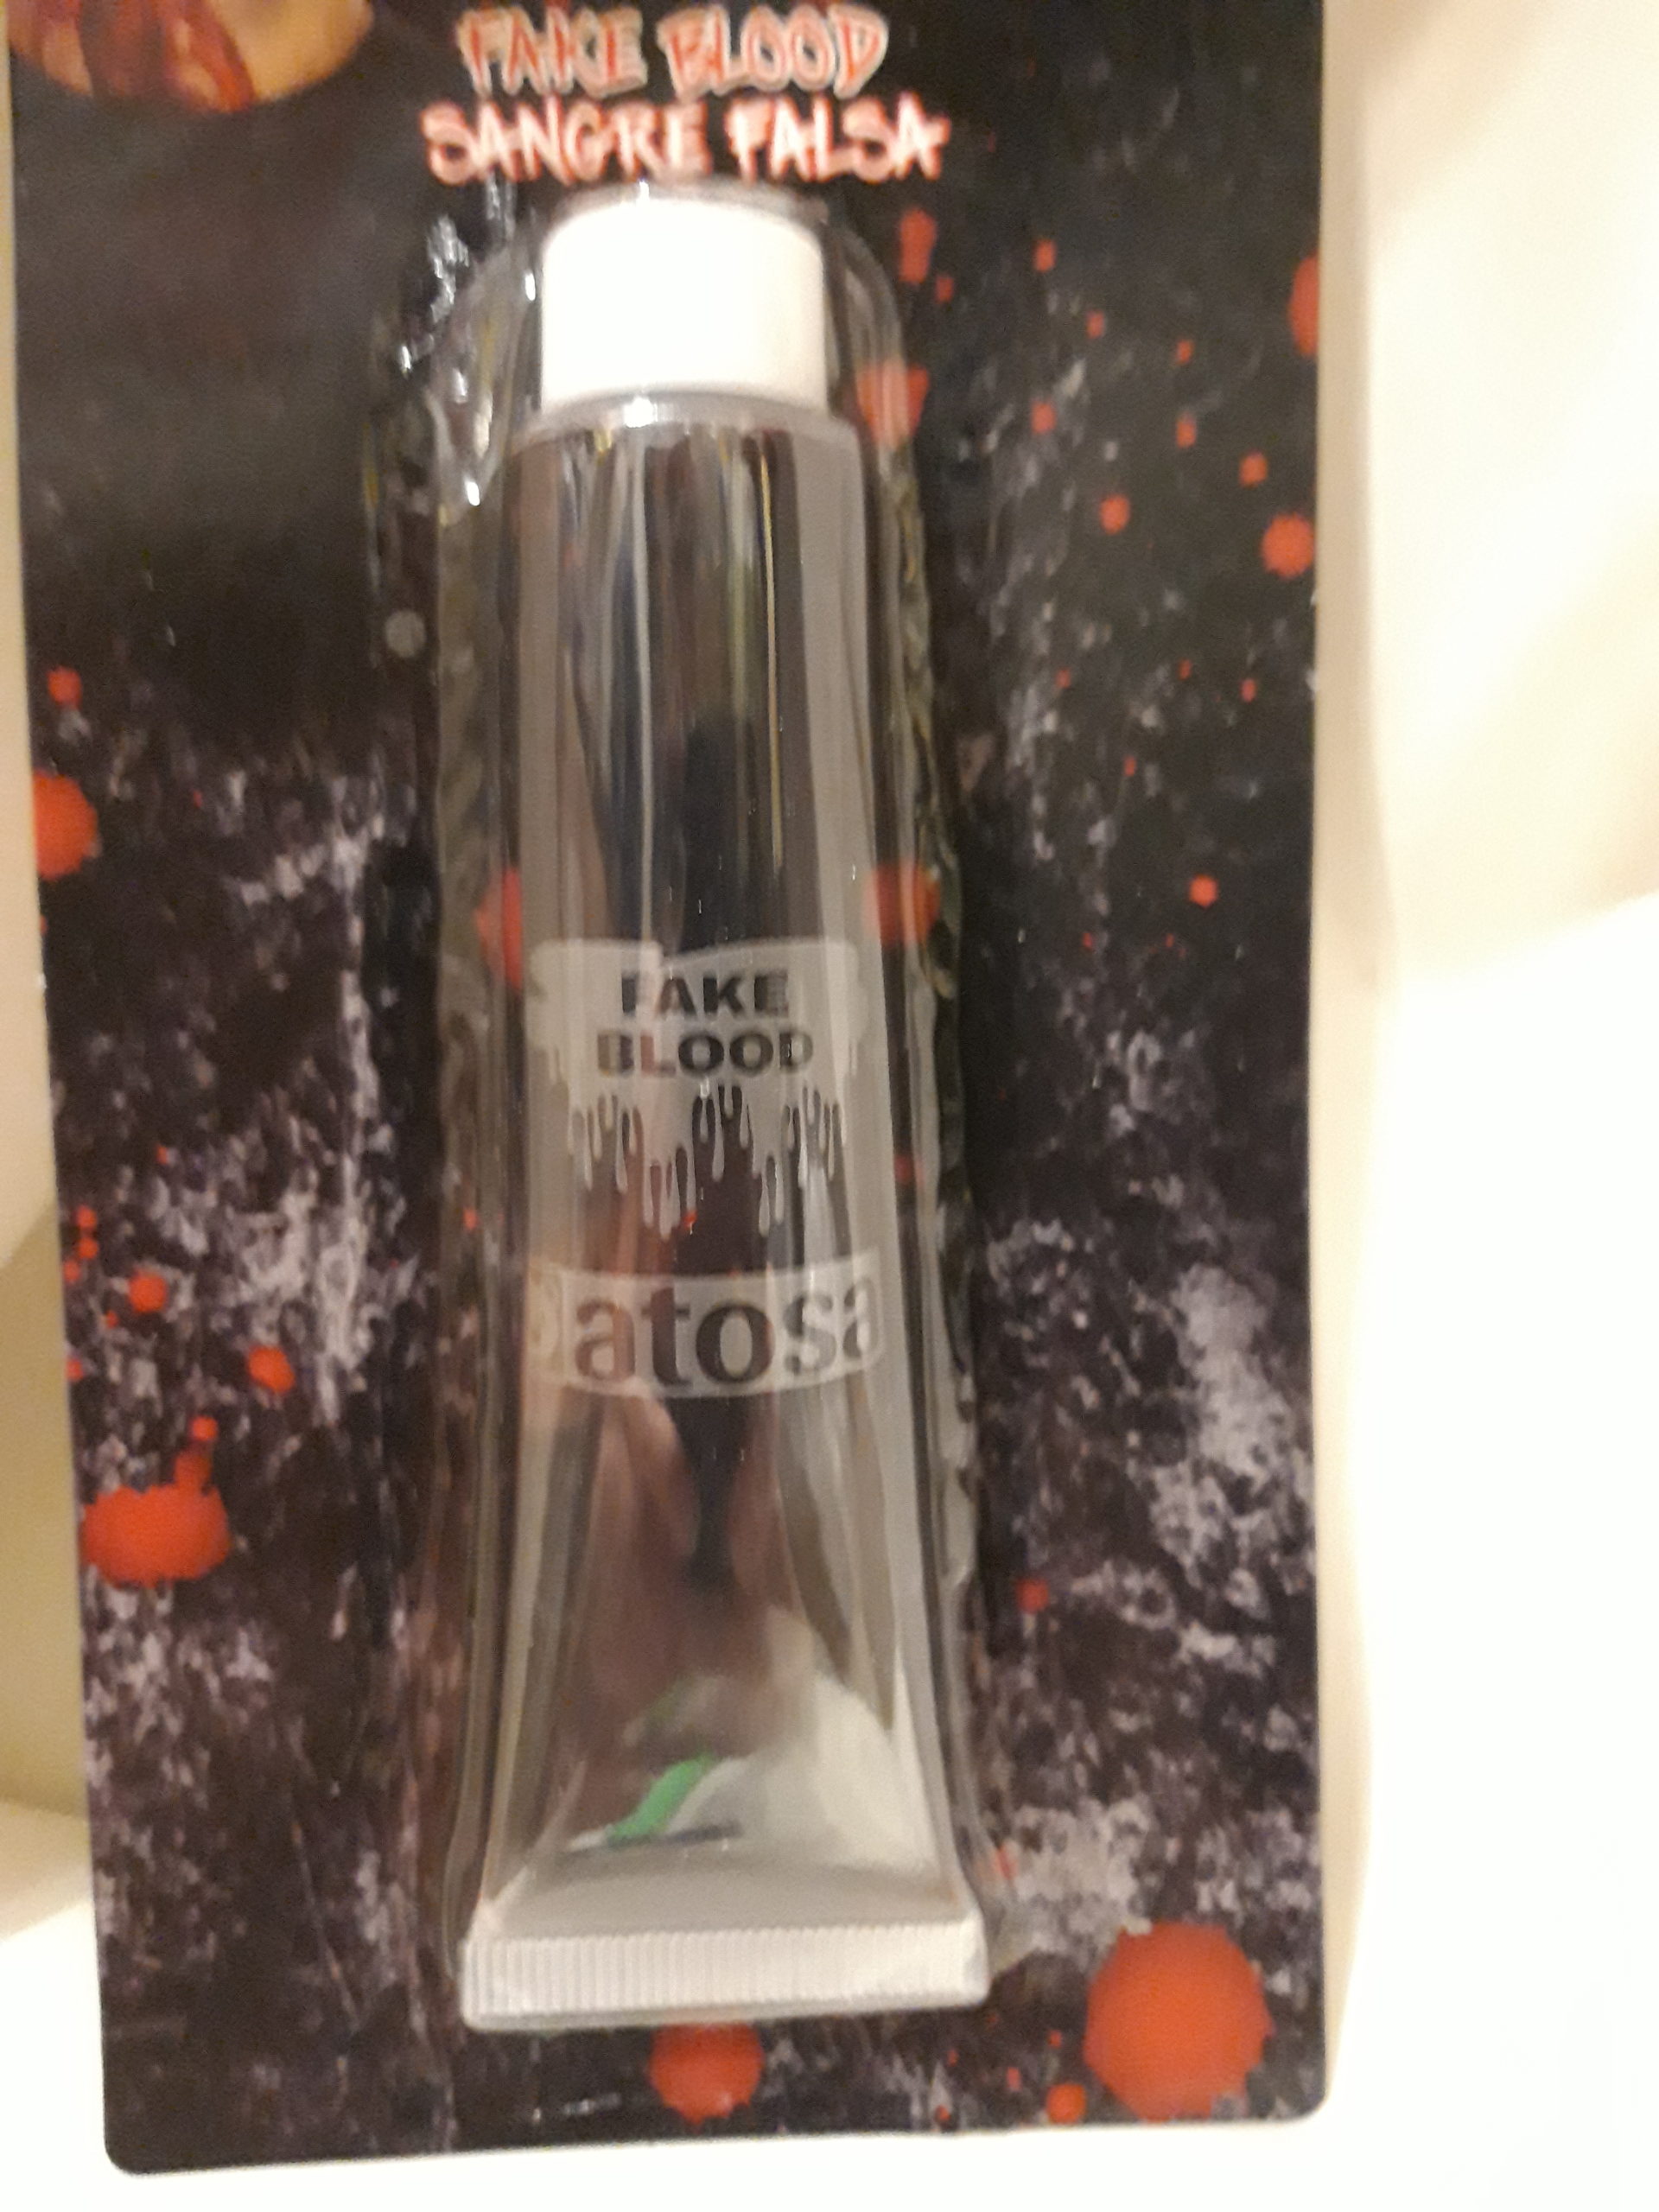 FAKE BLOOD
SANGRE FALSA
FAKE
BLOOD
atosa